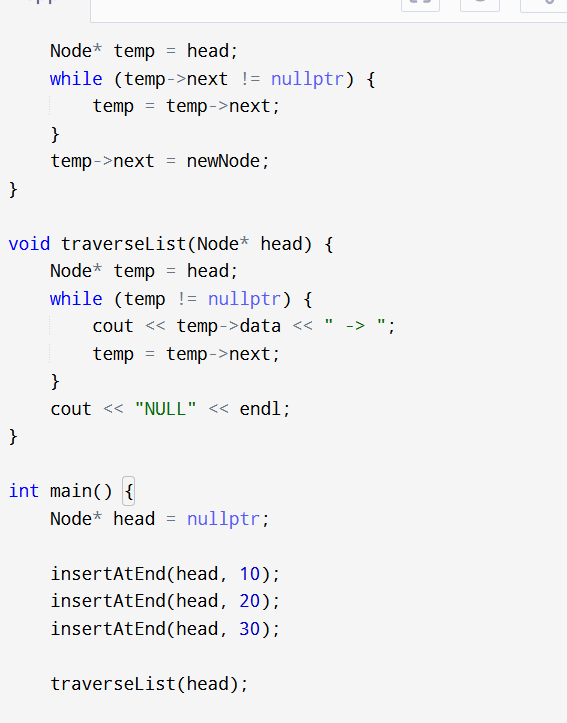 Node* temp = head;
    while (temp->next != nullptr) {
        temp = temp->next;
    }
    temp->next = newNode;
}

void traverseList(Node* head) {
    Node* temp = head;
    while (temp != nullptr) {
        cout << temp->data << " -> ";
        temp = temp->next;
    }
    cout << "NULL" << endl;
}

int main() {
    Node* head = nullptr;

    insertAtEnd(head, 10);
    insertAtEnd(head, 20);
    insertAtEnd(head, 30);

    traverseList(head);